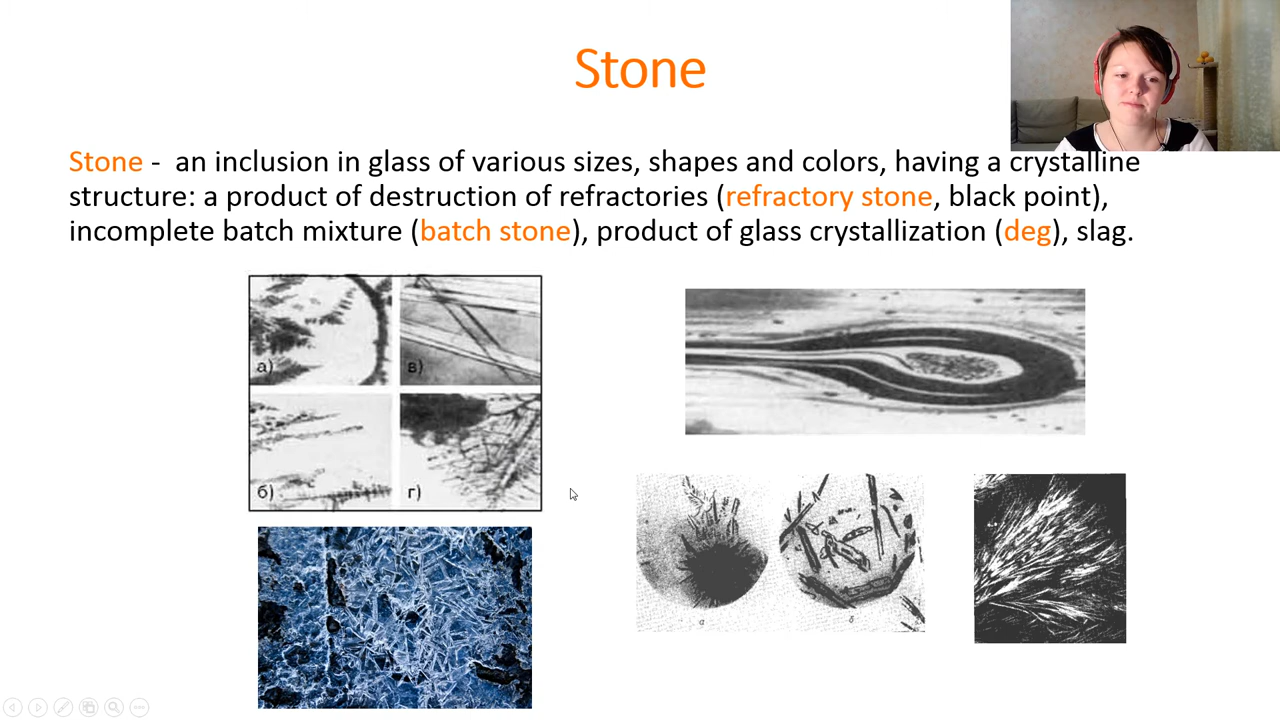 Stone
Stone - an inclusion in glass of various sizes, shapes and colors, having a crystalline
structure: a product of destruction of refractories (refractory stone, black point),
incomplete batch mixture (batch stone), product of glass crystallization (deg), slag.
а) в)
б) г)
а б